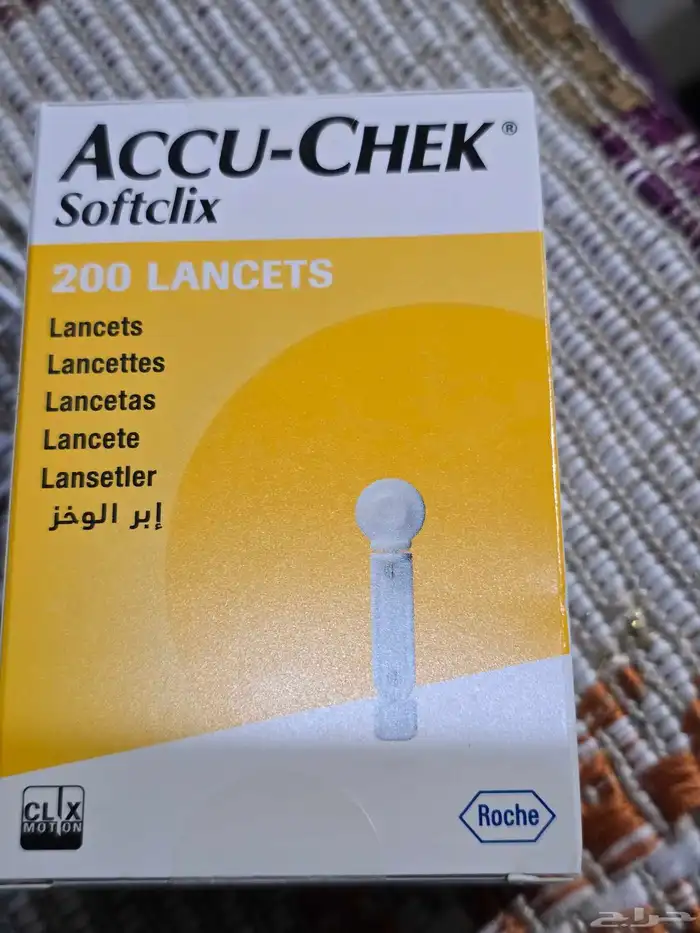 ACCU-CHEK®
Softclix
200 LANCETS
Lancets
Lancettes
Lancetas
Lancete
Lansetler
إبر الوخز
CLIX
MOTION
Roche
حراج